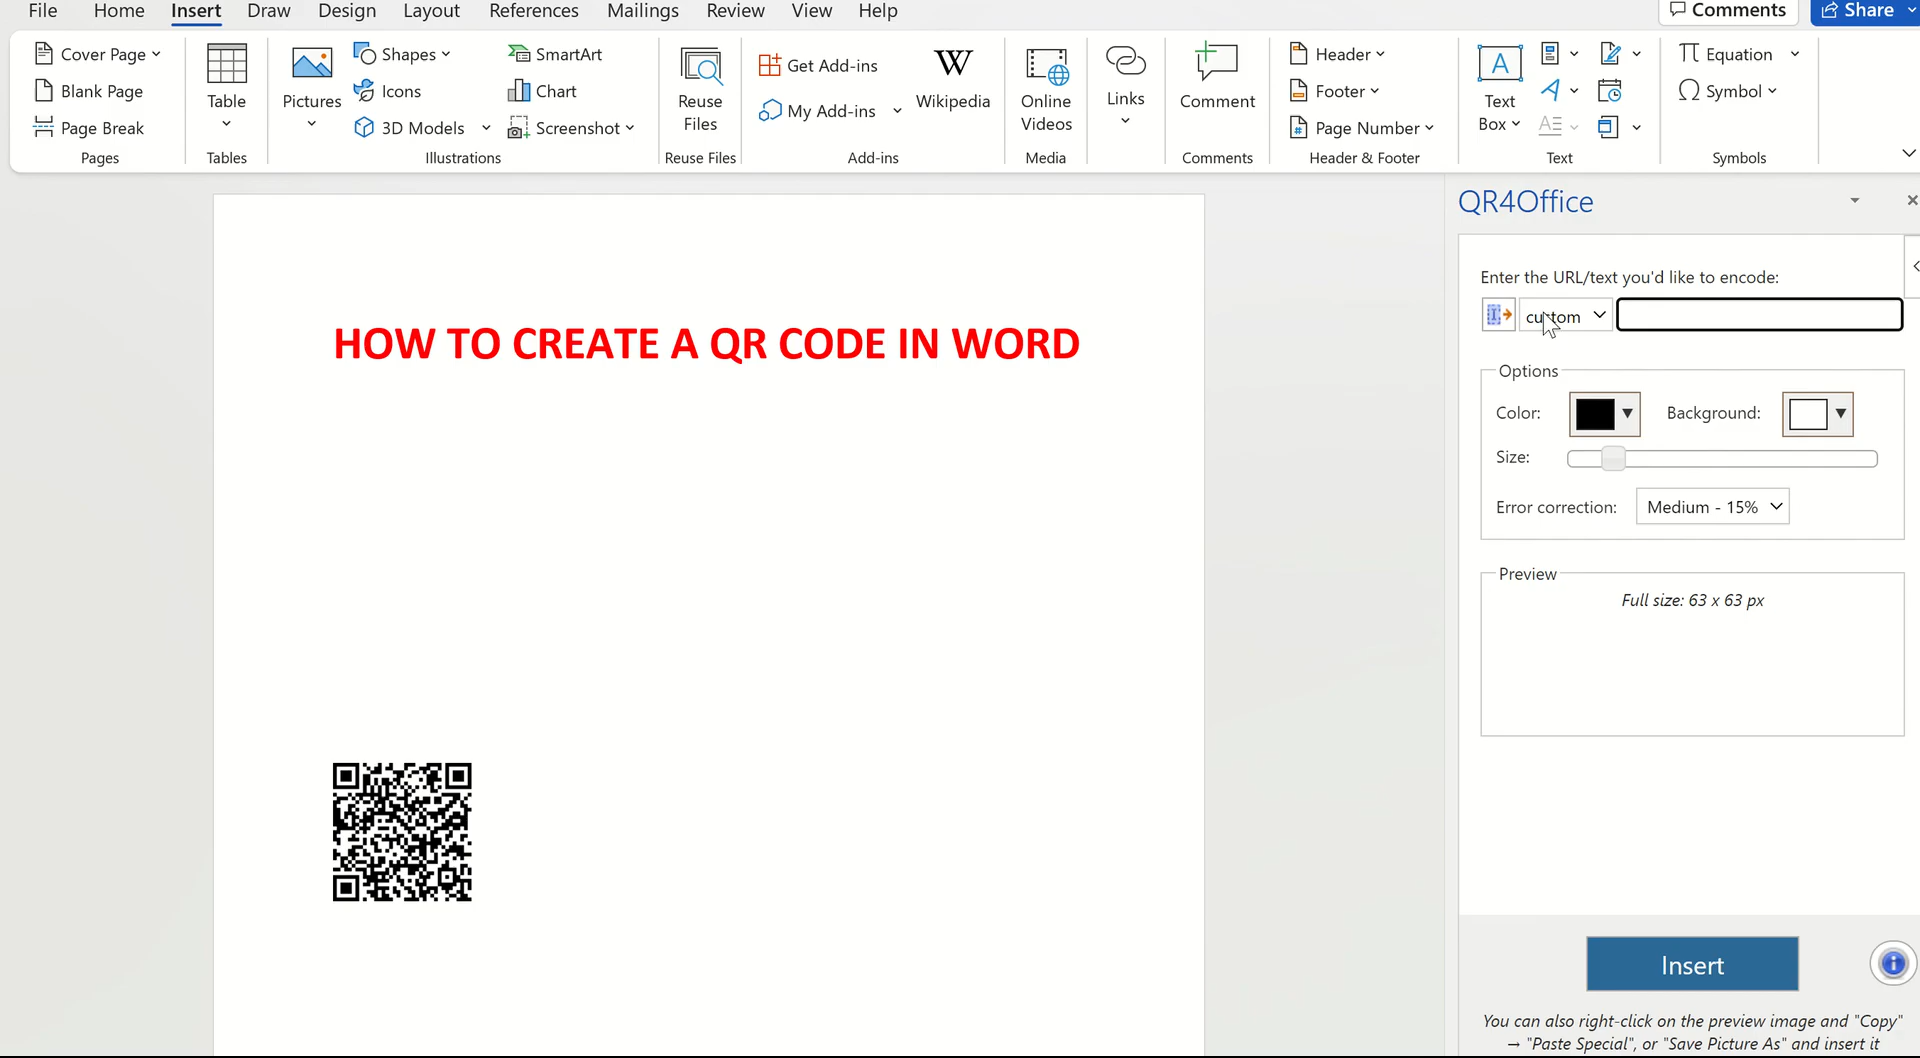 File Home Insert Draw Design Layout References Mailings Review View Help Comments Share
Cover Page
Blank Page
Page Break
Pages
Table
Tables
Pictures
Shapes
Icons
3D Models
SmartArt
Chart
Screenshot
Illustrations
Reuse
Files
Reuse Files
Get Add-ins
My Add-ins
W
Wikipedia
Add-ins
Online
Videos
Media
Links
Comment
Comments
Header
Footer
Page Number
Header & Footer
A
Text
Box
Text
π Equation
Ω Symbol
Symbols
QR4Office
Enter the URL/text you'd like to encode:
custom
Options
Color: Background:
Size:
Error correction: Medium - 15%
Preview
Full size: 63 x 63 px
Insert
You can also right-click on the preview image and "Copy"
→ "Paste Special", or "Save Picture As" and insert it
HOW TO CREATE A QR CODE IN WORD